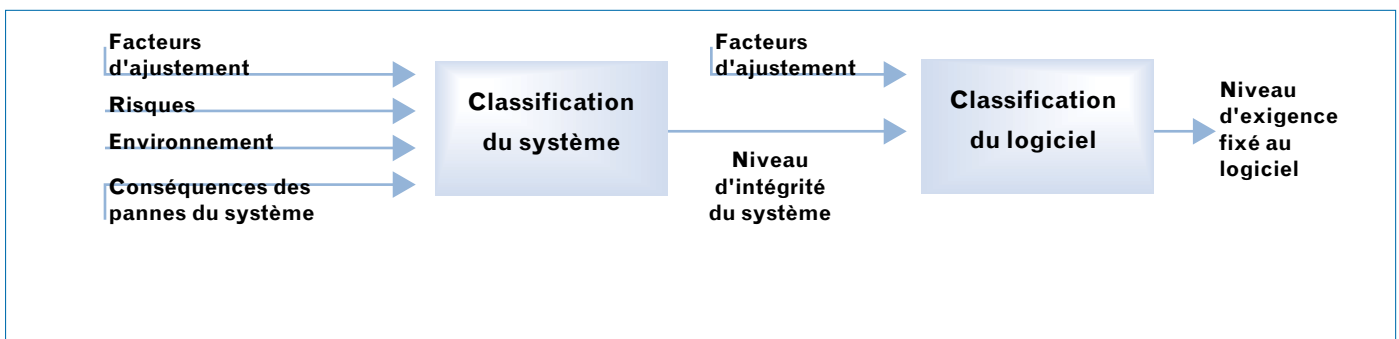 Facteurs
d'ajustement
Risques
Environnement
Conséquences des
pannes du système
Classification
du système
Facteurs
d'ajustement
Niveau
d'intégrité
du système
Classification
du logiciel
Niveau
d'exigence
fixé au
logiciel